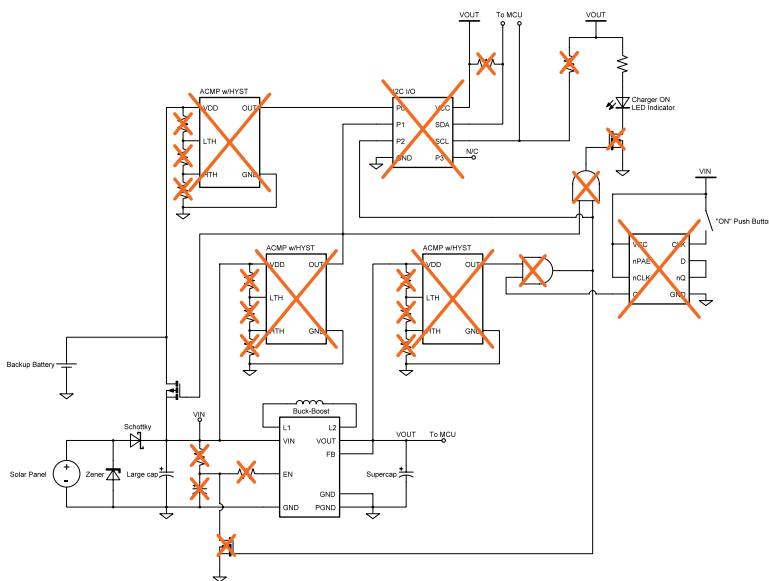 VOUT To MCU VOUT
ACMP w/HYST
VDD OUT
LTH
HTH GND
I2C I/O
P0 VCC
P1 SDA
P2 SCL
GND P3
N/C
Charger ON
LED Indicator
VIN
"ON" Push Butto
VCC CLK
nPAE D
nCLK nQ
GND
ACMP w/HYST
VDD OUT
LTH
HTH GND
ACMP w/HYST
VDD OUT
LTH
HTH GND
Backup Battery
Buck-Boost
L1 L2
VIN VOUT
FB
EN
GND
GND PGND
VIN
VOUT To MCU
Schottky
Solar Panel
Zener
Large cap
Supercap